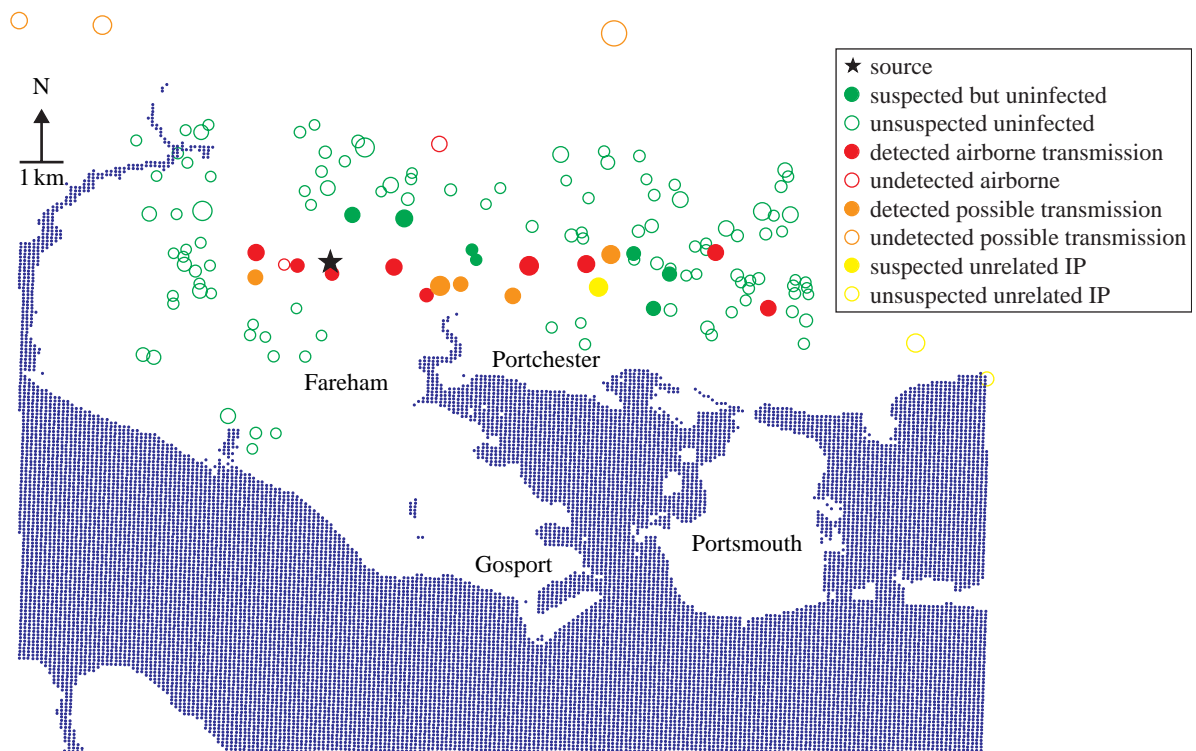 N
1 km
source
suspected but uninfected
unsuspected uninfected
detected airborne transmission
undetected airborne
detected possible transmission
undetected possible transmission
suspected unrelated IP
unsuspected unrelated IP
Portchester
Fareham
Portsmouth
Gosport